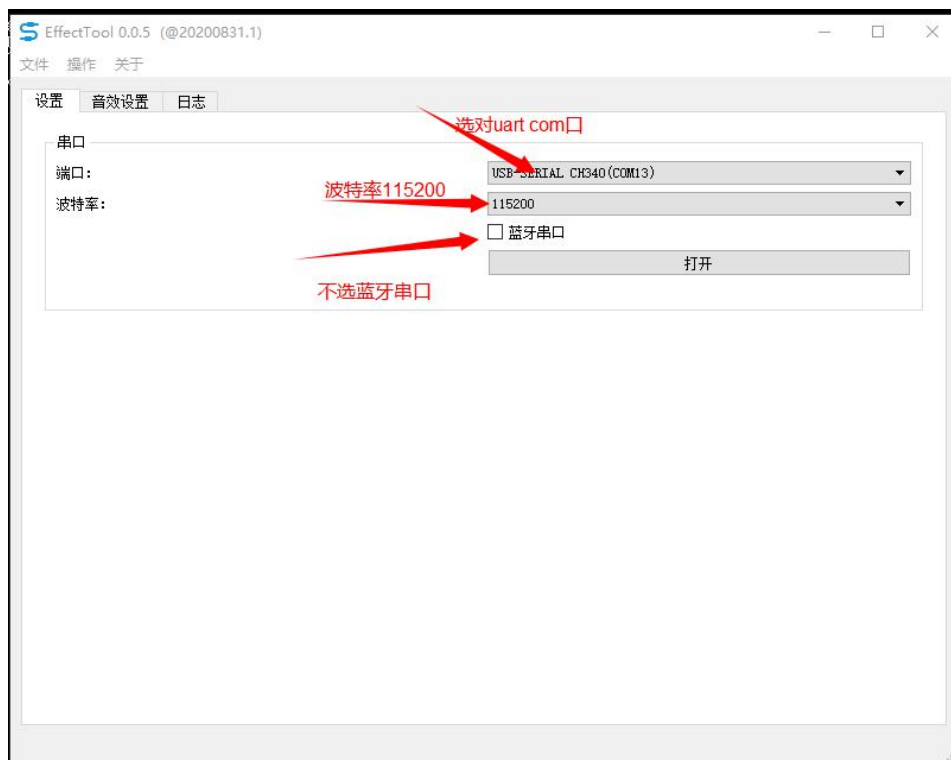 EffectTool 0.0.5 (@20200831.1)
文件 操作 关于
设置 音效设置 日志
选对uart com口
串口
端口: USB-SERIAL CH340(COM13)
波特率115200
波特率: 115200
蓝牙串口
打开
不选蓝牙串口